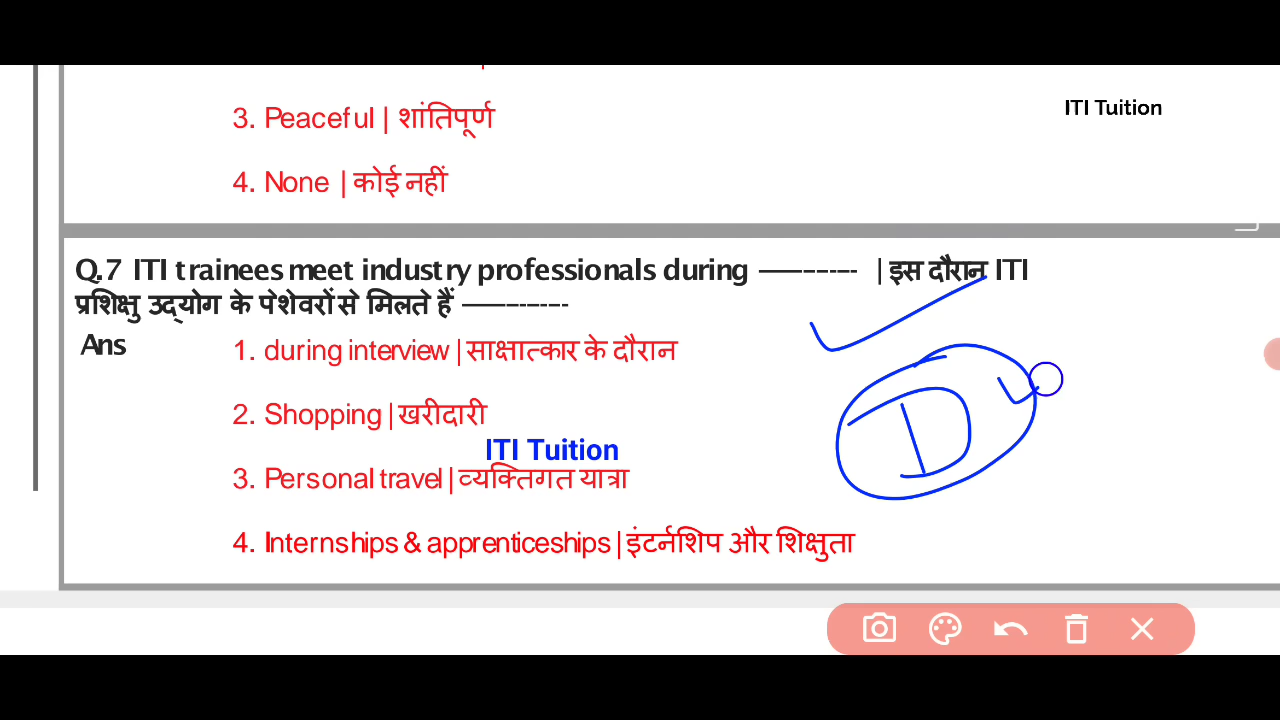 3. Peaceful | शांतिपूर्ण
ITI Tuition
4. None | कोई नहीं
Q.7 ITI trainees meet industry professionals during ---------- | इस दौरान ITI
प्रशिक्षु उद्योग के पेशेवरों से मिलते हैं ----------
Ans
1. during interview | साक्षात्कार के दौरान
2. Shopping | खरीदारी
ITI Tuition
3. Personal travel | व्यक्तिगत यात्रा
4. Internships & apprenticeships | इंटर्नशिप और शिक्षुता
D